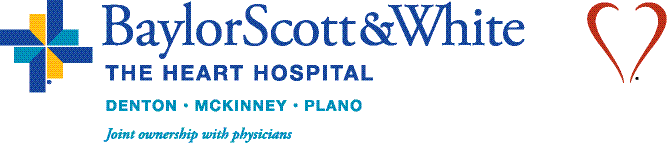 BaylorScott&White
THE HEART HOSPITAL
DENTON · MCKINNEY · PLANO
Joint ownership with physicians